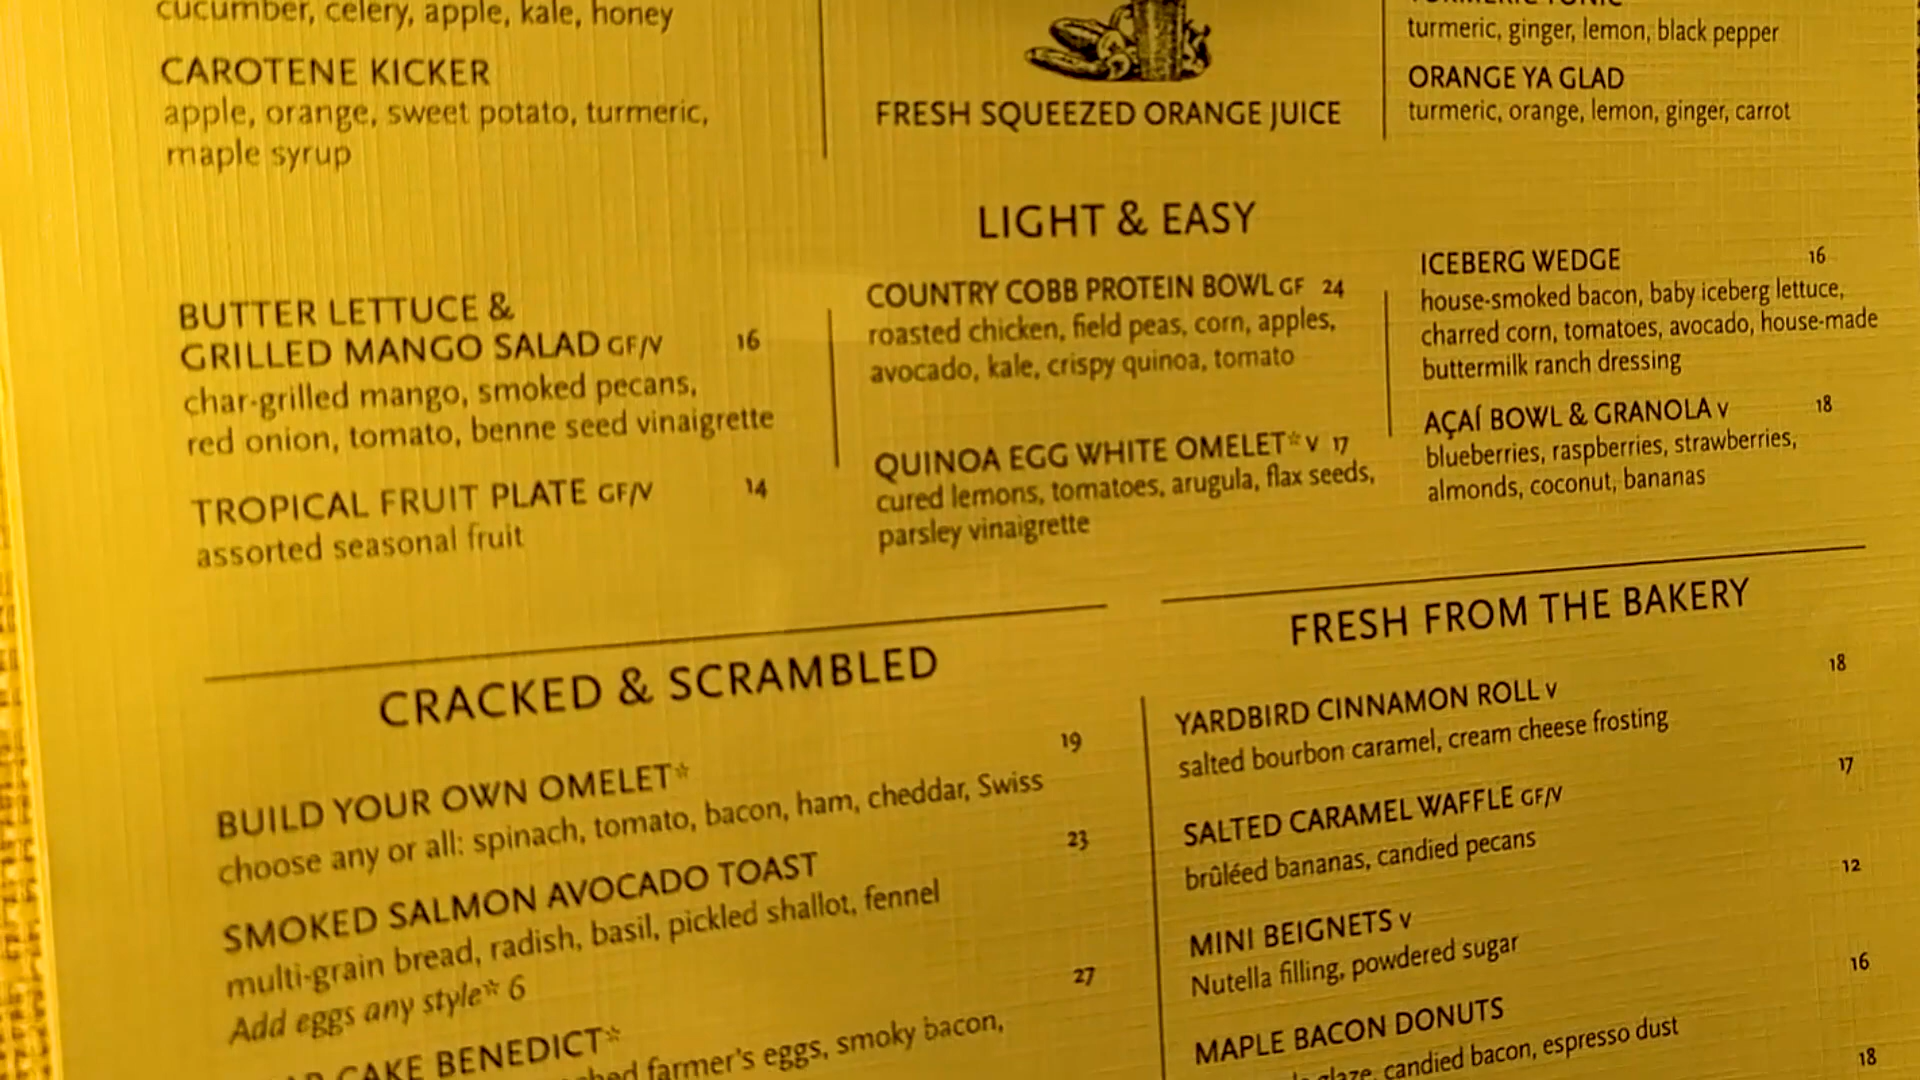 cucumber, celery, apple, kale, honey
CAROTENE KICKER
apple, orange, sweet potato, turmeric,
maple syrup
FRESH SQUEEZED ORANGE JUICE
turmeric, ginger, lemon, black pepper
ORANGE YA GLAD
turmeric, orange, lemon, ginger, carrot
LIGHT & EASY
BUTTER LETTUCE &
GRILLED MANGO SALAD GF/V 16
char-grilled mango, smoked pecans,
red onion, tomato, benne seed vinaigrette
TROPICAL FRUIT PLATE GF/V 14
assorted seasonal fruit
COUNTRY COBB PROTEIN BOWL GF 24
roasted chicken, field peas, corn, apples,
avocado, kale, crispy quinoa, tomato
QUINOA EGG WHITE OMELET* V 17
cured lemons, tomatoes, arugula, flax seeds,
parsley vinaigrette
ICEBERG WEDGE 16
house-smoked bacon, baby iceberg lettuce,
charred corn, tomatoes, avocado, house-made
buttermilk ranch dressing
AÇAÍ BOWL & GRANOLA V 18
blueberries, raspberries, strawberries,
almonds, coconut, bananas
CRACKED & SCRAMBLED
BUILD YOUR OWN OMELET* 19
choose any or all: spinach, tomato, bacon, ham, cheddar, Swiss
SMOKED SALMON AVOCADO TOAST 23
multi-grain bread, radish, basil, pickled shallot, fennel
Add eggs any style* 6
CAKE BENEDICT* 27
farmer's eggs, smoky bacon,
FRESH FROM THE BAKERY
YARDBIRD CINNAMON ROLL V 18
salted bourbon caramel, cream cheese frosting
SALTED CARAMEL WAFFLE GF/V 17
brûléed bananas, candied pecans
MINI BEIGNETS V 12
Nutella filling, powdered sugar
MAPLE BACON DONUTS 16
glaze, candied bacon, espresso dust
18